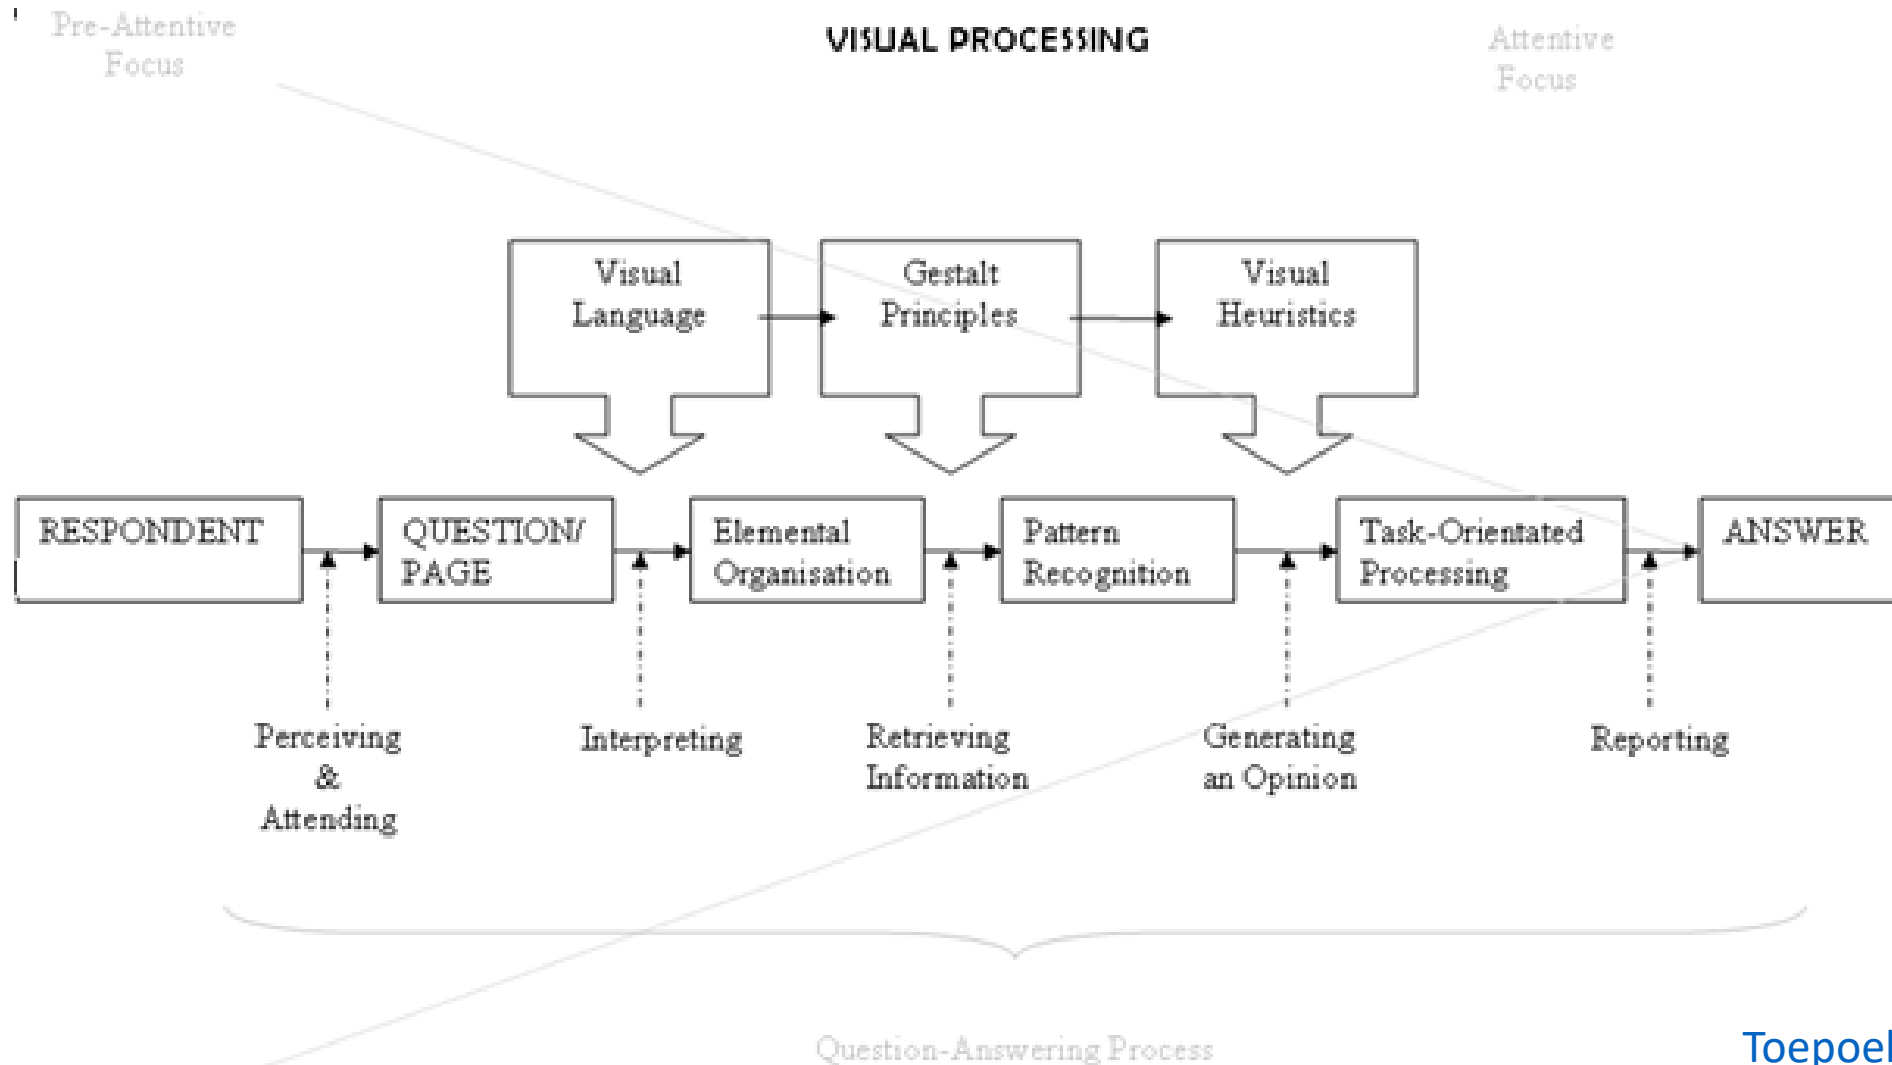 Pre-Attentive
Focus
VISUAL PROCESSING
Attentive
Focus
Visual
Language
Gestalt
Principles
Visual
Heuristics
RESPONDENT
QUESTION/
PAGE
Elemental
Organisation
Pattern
Recognition
Task-Orientated
Processing
ANSWER
Perceiving
&
Attending
Interpreting
Retrieving
Information
Generating
an Opinion
Reporting
Question-Answering Process
Toepoel